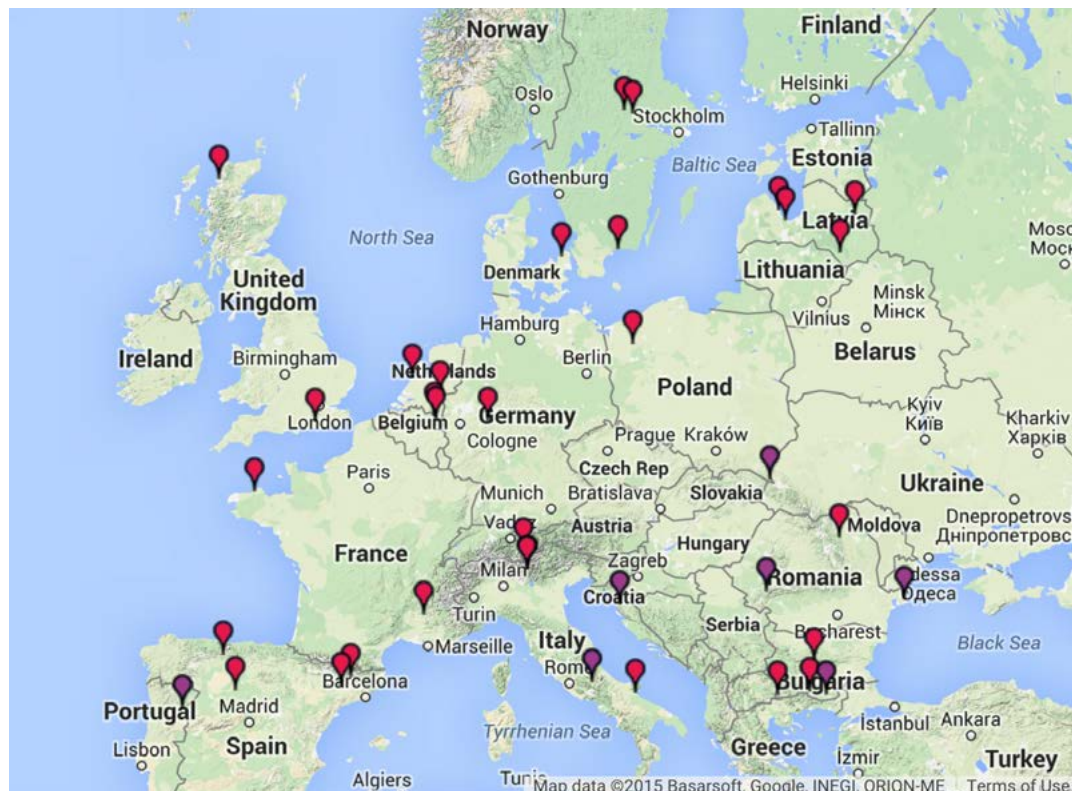 Norway
Finland
Oslo
Helsinki
Stockholm
Tallinn
Baltic Sea
Estonia
Gothenburg
North Sea
Latvia
Mosc
Моск
Denmark
Lithuania
United
Kingdom
Minsk
Мінск
Hamburg
Vilnius
Ireland
Birmingham
Berlin
Belarus
Netherlands
Poland
London
Belgium
Germany
Cologne
Kyiv
Київ
Kharkiv
Харків
Prague
Kraków
Czech Rep
Paris
Ukraine
Munich
Bratislava
Slovakia
Dnepropetrovs
Дніпропетровс
Vaduz
Austria
Moldova
France
Hungary
Zagreb
Milan
Romania
Odessa
Одеса
Croatia
Turin
Serbia
Bucharest
Italy
Marseille
Black Sea
Rome
Barcelona
Bulgaria
Portugal
Madrid
İstanbul
Ankara
Tyrrhenian Sea
Lisbon
Spain
Greece
İzmir
Turkey
Algiers
Tunis
Map data ©2015 Basarsoft, Google, INEGI, ORION-ME
Terms of Use